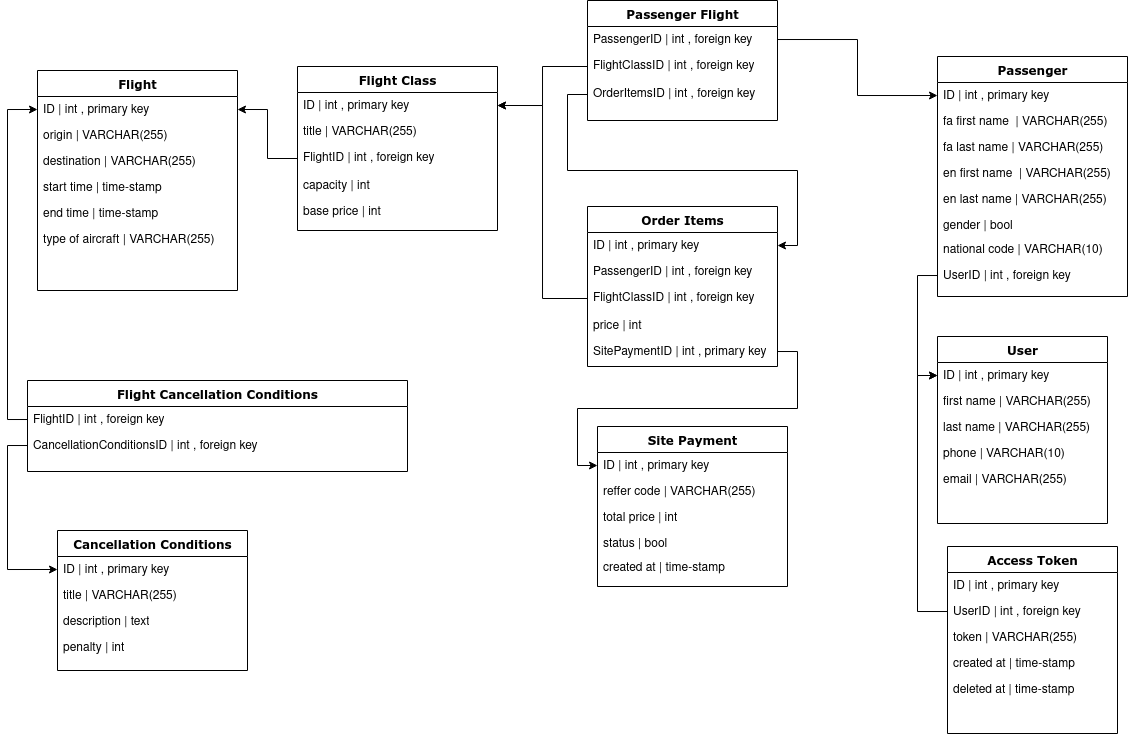 Passenger Flight
PassengerID | int , foreign key
FlightClassID | int , foreign key
OrderItemsID | int , foreign key
Flight
ID | int , primary key
origin | VARCHAR(255)
destination | VARCHAR(255)
start time | time-stamp
end time | time-stamp
type of aircraft | VARCHAR(255)
Flight Class
ID | int , primary key
title | VARCHAR(255)
FlightID | int , foreign key
capacity | int
base price | int
Passenger
ID | int , primary key
fa first name | VARCHAR(255)
fa last name | VARCHAR(255)
en first name | VARCHAR(255)
en last name | VARCHAR(255)
gender | bool
national code | VARCHAR(10)
UserID | int , foreign key
Order Items
ID | int , primary key
PassengerID | int , foreign key
FlightClassID | int , foreign key
price | int
SitePaymentID | int , primary key
User
ID | int , primary key
first name | VARCHAR(255)
last name | VARCHAR(255)
phone | VARCHAR(10)
email | VARCHAR(255)
Flight Cancellation Conditions
FlightID | int , foreign key
CancellationConditionsID | int , foreign key
Site Payment
ID | int , primary key
reffer code | VARCHAR(255)
total price | int
status | bool
created at | time-stamp
Cancellation Conditions
ID | int , primary key
title | VARCHAR(255)
description | text
penalty | int
Access Token
ID | int , primary key
UserID | int , foreign key
token | VARCHAR(255)
created at | time-stamp
deleted at | time-stamp